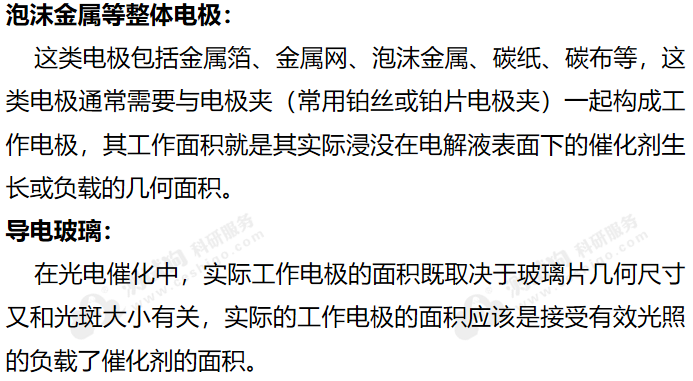 泡沫金属等整体电极：
这类电极包括金属箔、金属网、泡沫金属、碳纸、碳布等，这
类电极通常需要与电极夹（常用铂丝或铂片电极夹）一起构成工
作电极，其工作面积就是其实际浸没在电解液表面下的催化剂生
长或负载的几何面积。
导电玻璃：
在光电催化中，实际工作电极的面积既取决于玻璃片几何尺寸
又和光斑大小有关，实际的工作电极的面积应该是接受有效光照
的负载了催化剂的面积。